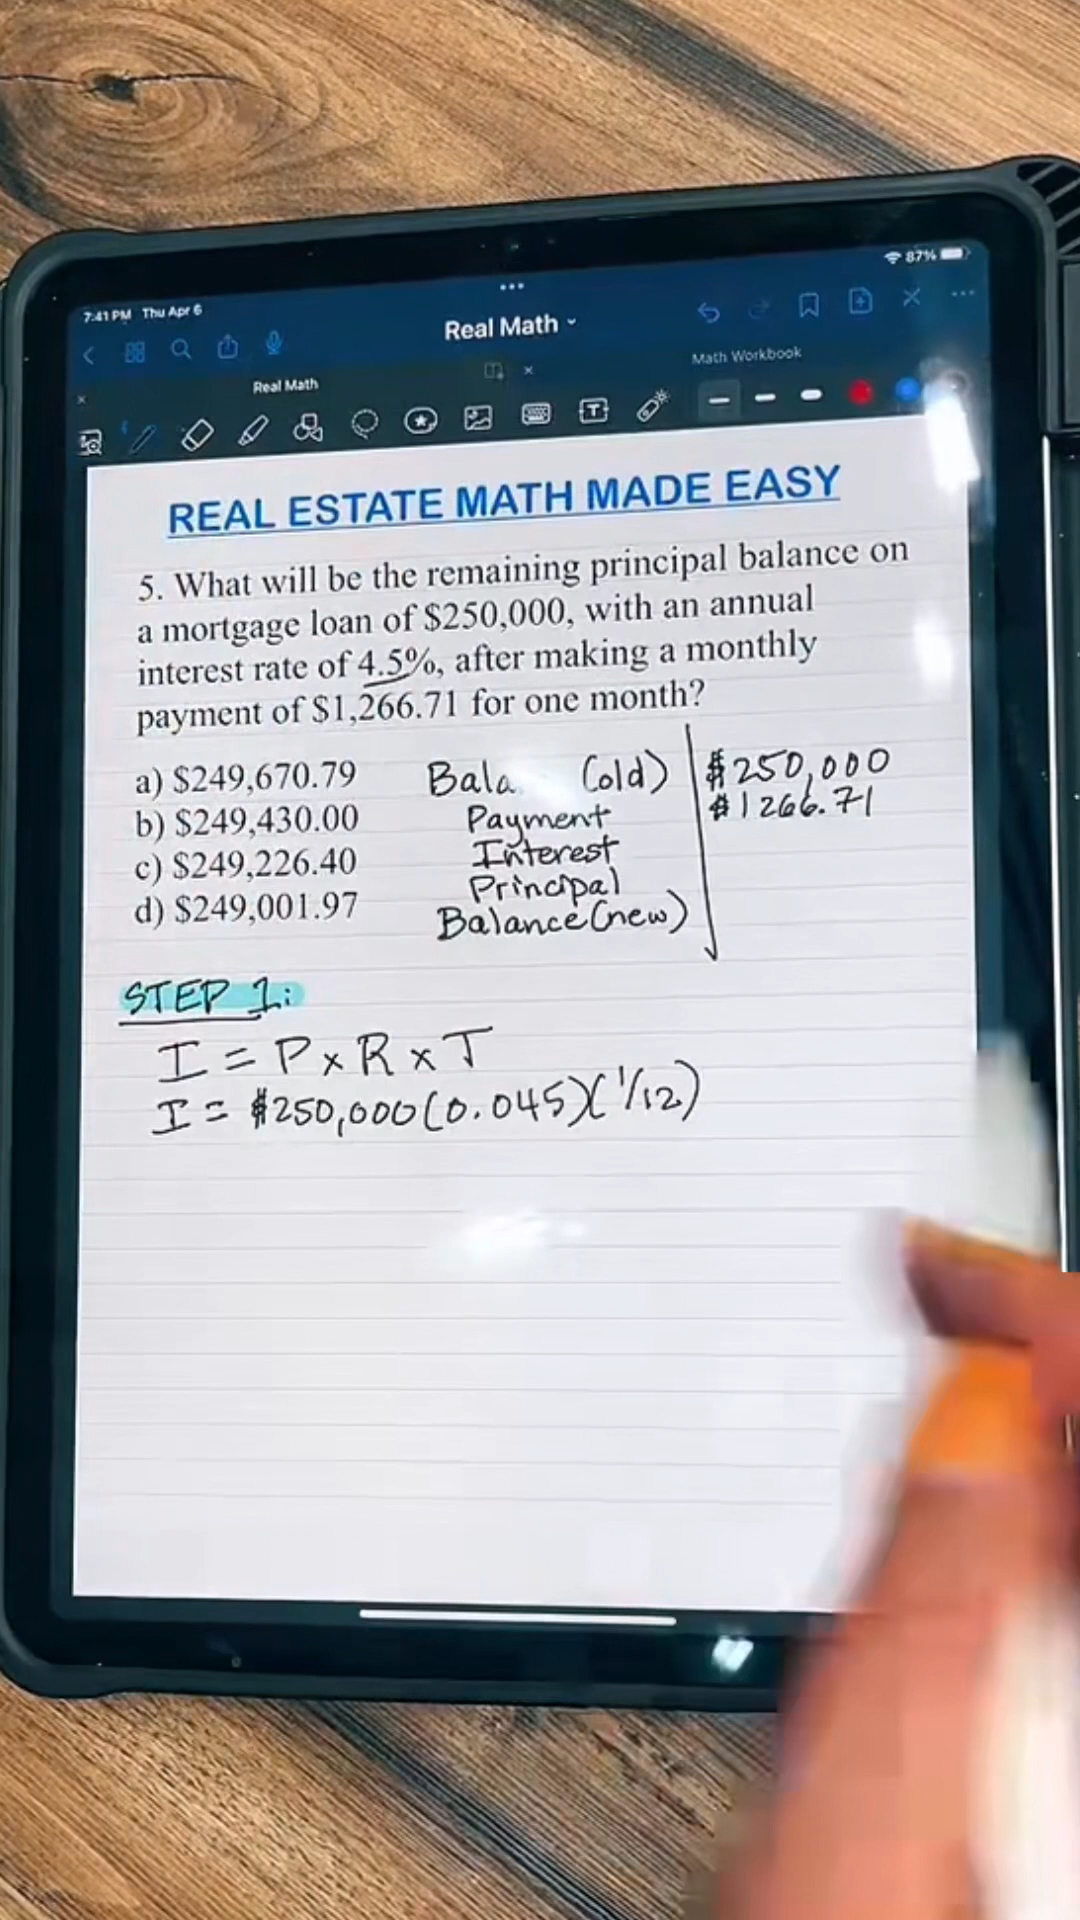 7:41 PM Thu Apr 6
87%
Real Math
Math Workbook
Real Math
REAL ESTATE MATH MADE EASY
5. What will be the remaining principal balance on
a mortgage loan of $250,000, with an annual
interest rate of 4.5%, after making a monthly
payment of $1,266.71 for one month?
a) $249,670.79
b) $249,430.00
c) $249,226.40
d) $249,001.97
(old) $250,000
Payment $1266.71
Interest
Principal
Balance (new)
STEP 1:
I = P x R x T
I = $250,000(0.045)(1/12)